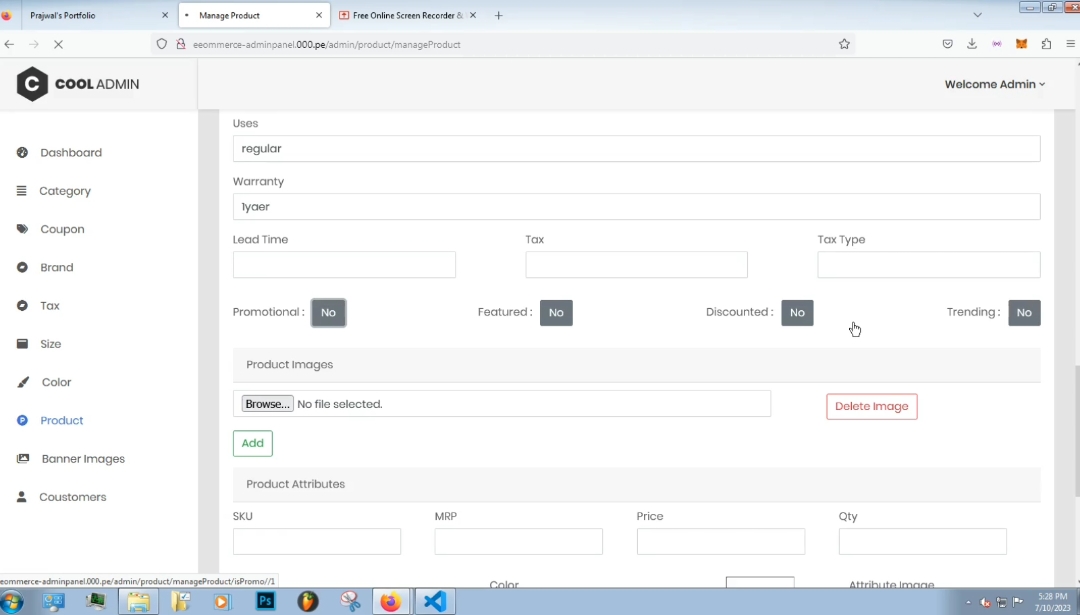 Prajwal's Portfolio
Manage Product
Free Online Screen Recorder &
eeommerce-adminpanel.000.pe/admin/product/manageProduct
C COOL ADMIN
Welcome Admin
Dashboard
Category
Coupon
Brand
Tax
Size
Color
Product
Banner Images
Coustomers
Uses
regular
Warranty
1yaer
Lead Time Tax Tax Type
Promotional : No Featured : No Discounted : No Trending : No
Product Images
Browse... No file selected. Delete Image
Add
Product Attributes
SKU MRP Price Qty
Color Attribute Image
eommerce-adminpanel.000.pe/admin/product/manageProduct/isPromo//1
Ps
5:28 PM
7/10/2023